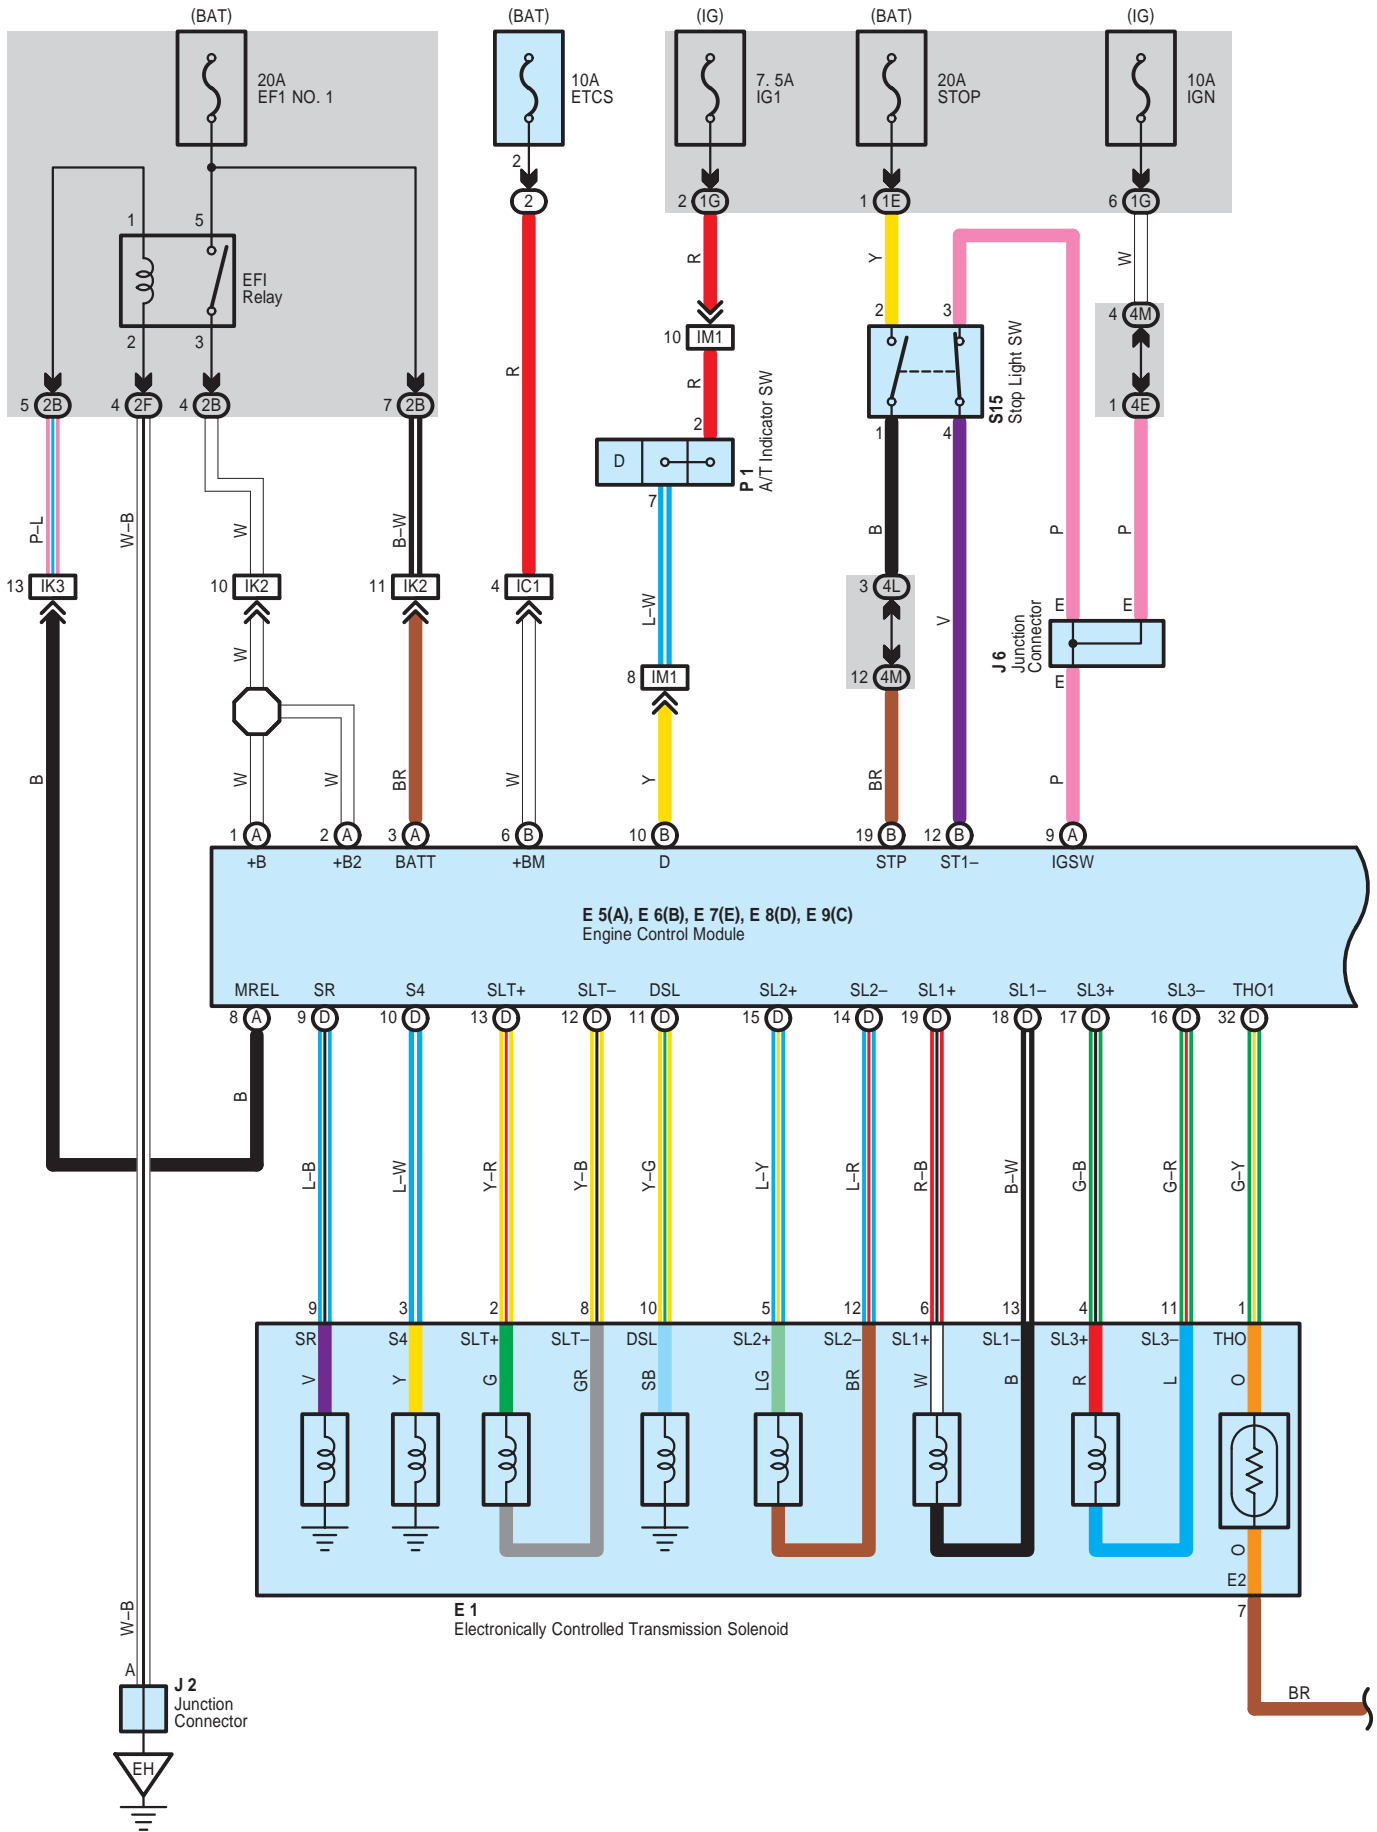 (BAT) (BAT) (IG) (BAT) (IG)
20A
EF1 NO. 1
10A
ETCS
7. 5A
IG1
20A
STOP
10A
IGN
2
2 2 1G 1 1E 6 1G
1 5
EFI
Relay
2 3
R Y W
2 3
10 IM1
4 4M
S15
Stop Light SW
R
5 2B 4 2F 4 2B 7 2B
R
1 4E
2
1 4
D
P 1
A/T Indicator SW
7
P–L W–B W B–W B P P
13 IK3 10 IK2 11 IK2 4 IC1 3 4L
L–W V E E
J 6
Junction
Connector
W
8 IM1 12 4M E
B W W BR W Y BR P
1 A 2 A 3 A 6 B 10 B 19 B 12 B 9 A
+B +B2 BATT +BM D STP ST1– IGSW
E 5(A), E 6(B), E 7(E), E 8(D), E 9(C)
Engine Control Module
MREL SR S4 SLT+ SLT– DSL SL2+ SL2– SL1+ SL1– SL3+ SL3– THO1
8 A 9 D 10 D 13 D 12 D 11 D 15 D 14 D 19 D 18 D 17 D 16 D 32 D
B
L–B L–W Y–R Y–B Y–G L–Y L–R R–B B–W G–B G–R G–Y
9 3 2 8 10 5 12 6 13 4 11 1
SR S4 SLT+ SLT– DSL SL2+ SL2– SL1+ SL1– SL3+ SL3– THO
V Y G GR SB LG BR W B R L O
O
E2
7
E 1
Electronically Controlled Transmission Solenoid
W–B
A
J 2
Junction
Connector
BR
EH